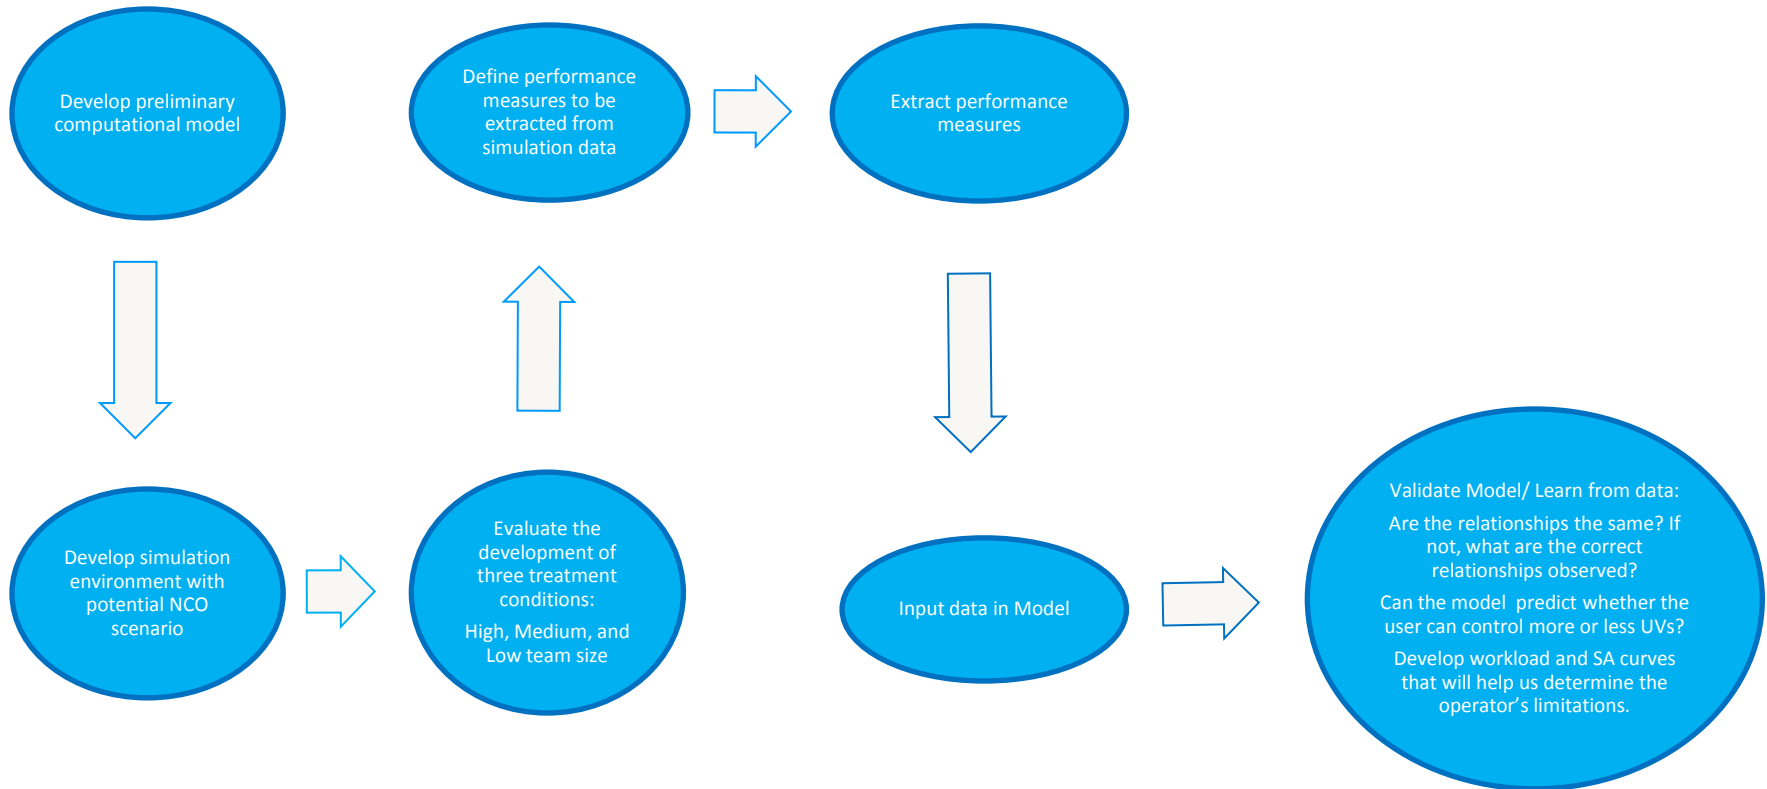 Develop preliminary
computational model
Develop simulation
environment with
potential NCO
scenario
Evaluate the
development of
three treatment
conditions:
High, Medium, and
Low team size
Define performance
measures to be
extracted from
simulation data
Extract performance
measures
Input data in Model
Validate Model/ Learn from data:
Are the relationships the same? If
not, what are the correct
relationships observed?
Can the model  predict whether the
user can control more or less UVs?
Develop workload and SA curves
that will help us determine the
operator’s limitations.